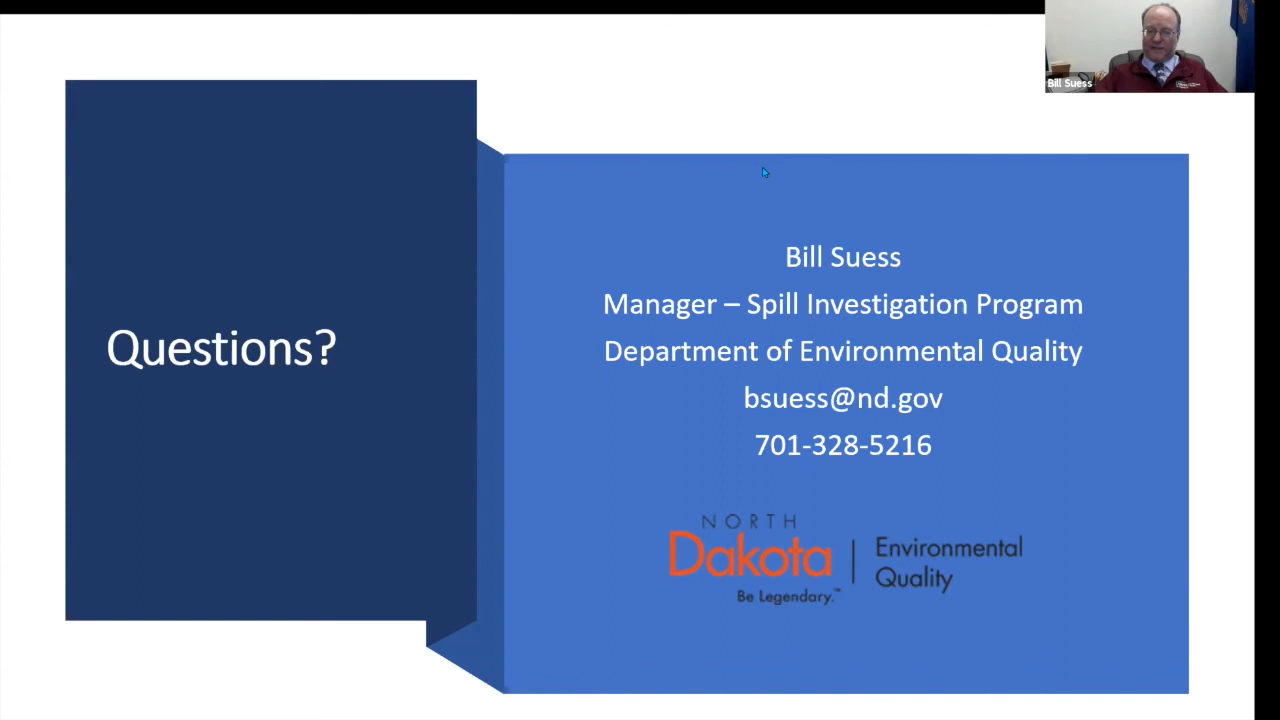 Bill Suess
Questions?
Bill Suess
Manager – Spill Investigation Program
Department of Environmental Quality
bsuess@nd.gov
701-328-5216
NORTH
Dakota
Be Legendary.™
Environmental
Quality